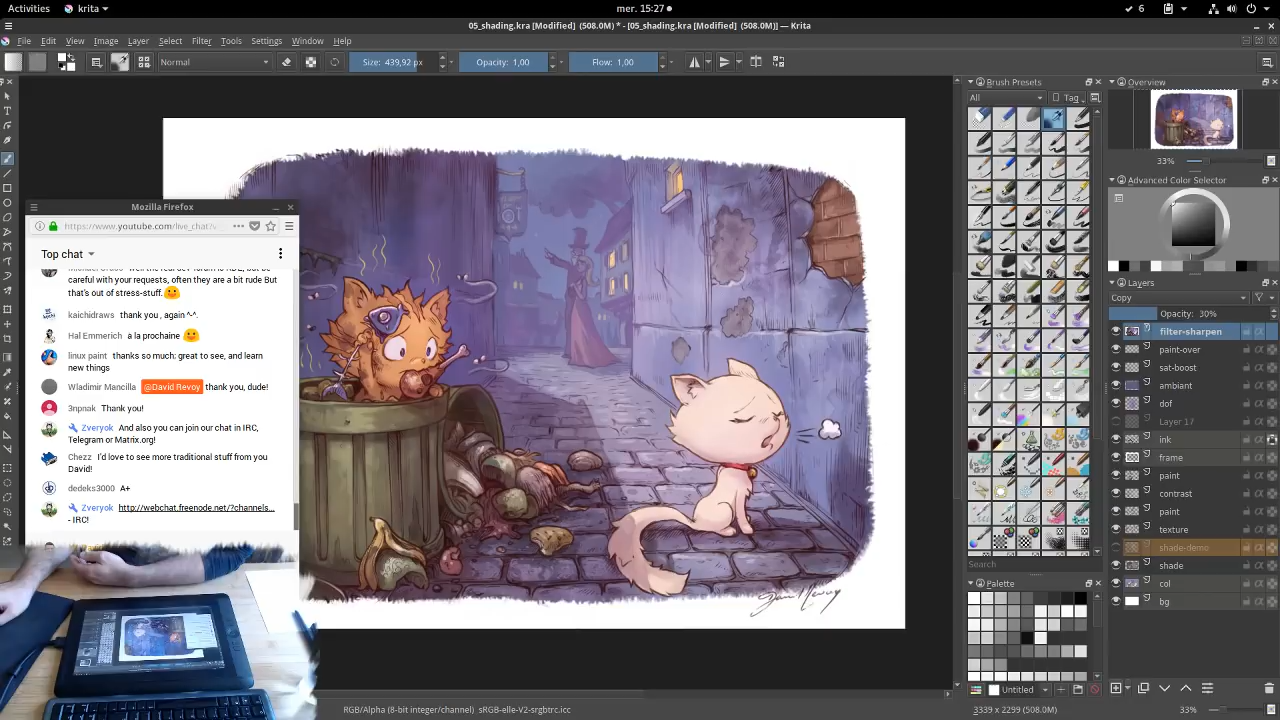 Activities
krita
mer. 15:27
6
05_shading.kra [Modified] (508.0M) * - [05_shading.kra [Modified] (508.0M)] — Krita
File Edit View Image Layer Select Filter Tools Settings Window Help
Normal
Size: 439,92 px
Opacity: 1,00
Flow: 1,00
Mozilla Firefox
https://www.youtube.com/live_chat?v
Top chat
careful with your requests, often they are a bit rude But
that's out of stress-stuff.
kaichidraws thank you , again ^-^.
Hal Emmerich a la prochaine
linux paint thanks so much; great to see, and learn
new things
Wladimir Mancilla @David Revoy thank you, dude!
3npnak Thank you!
Zveryok And also you can join our chat in IRC,
Telegram or Matrix.org!
Chezz I'd love to see more traditional stuff from you
David!
dedeks3000 A+
Zveryok http://webchat.freenode.net/?channels...
- IRC!
RGB/Alpha (8-bit integer/channel) sRGB-elle-V2-srgbtrc.icc
Brush Presets
All
Tag
Search
Palette
Untitled
3339 x 2299 (508.0M)
Overview
33%
Advanced Color Selector
Layers
Copy
Opacity: 30%
filter-sharpen
paint-over
sat-boost
ambiant
dof
Layer 17
ink
frame
paint
contrast
paint
texture
shade-demo
shade
col
bg
33%